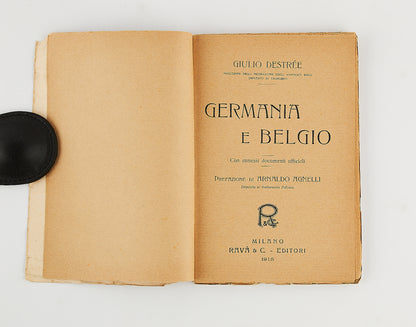 GIULIO DESTRÉE
GERMANIA
E BELGIO
Con annessi documenti ufficiali
PREFAZIONE DI ARNALDO AGNELLI
R
& C.
MILANO
RAVÀ & C. - EDITORI